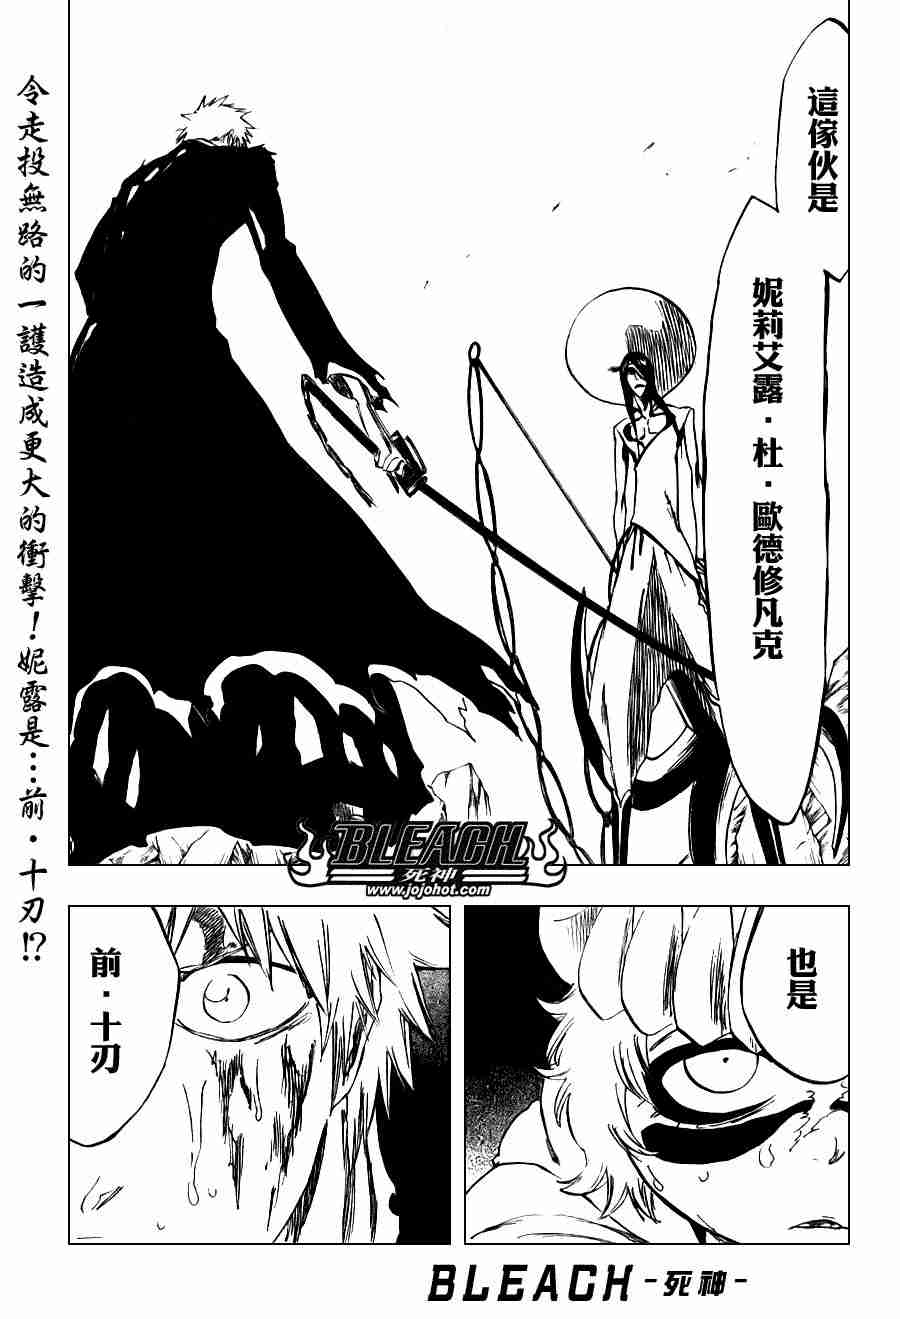 這傢伙是
妮莉艾露·杜·歐德修凡克
令走投無路的一護造成更大的衝擊！妮露是…前·十刃!?
BLEACH
死神
www.jojohot.com
也是
前·十刃
BLEACH-死神-